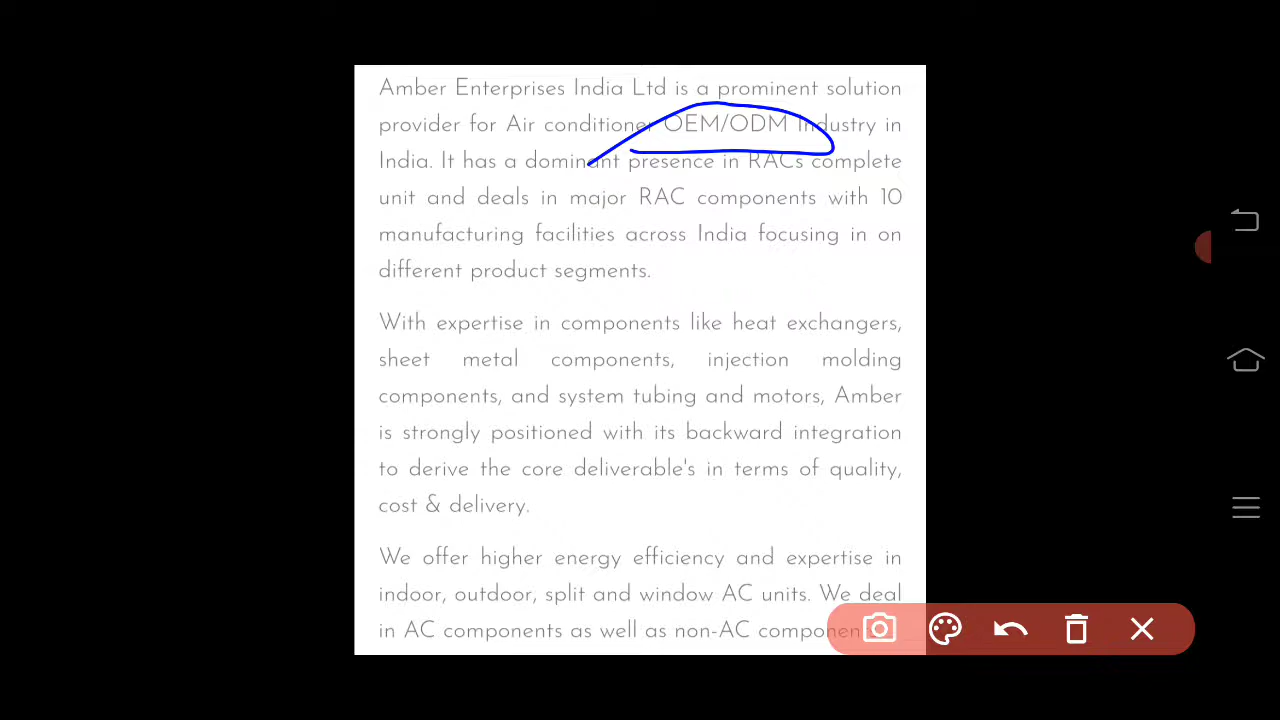 Amber Enterprises India Ltd is a prominent solution
provider for Air conditioner OEM/ODM Industry in
India. It has a dominant presence in RACs complete
unit and deals in major RAC components with 10
manufacturing facilities across India focusing in on
different product segments.
With expertise in components like heat exchangers,
sheet metal components, injection molding
components, and system tubing and motors, Amber
is strongly positioned with its backward integration
to derive the core deliverable's in terms of quality,
cost & delivery.
We offer higher energy efficiency and expertise in
indoor, outdoor, split and window AC units. We deal
in AC components as well as non-AC componen